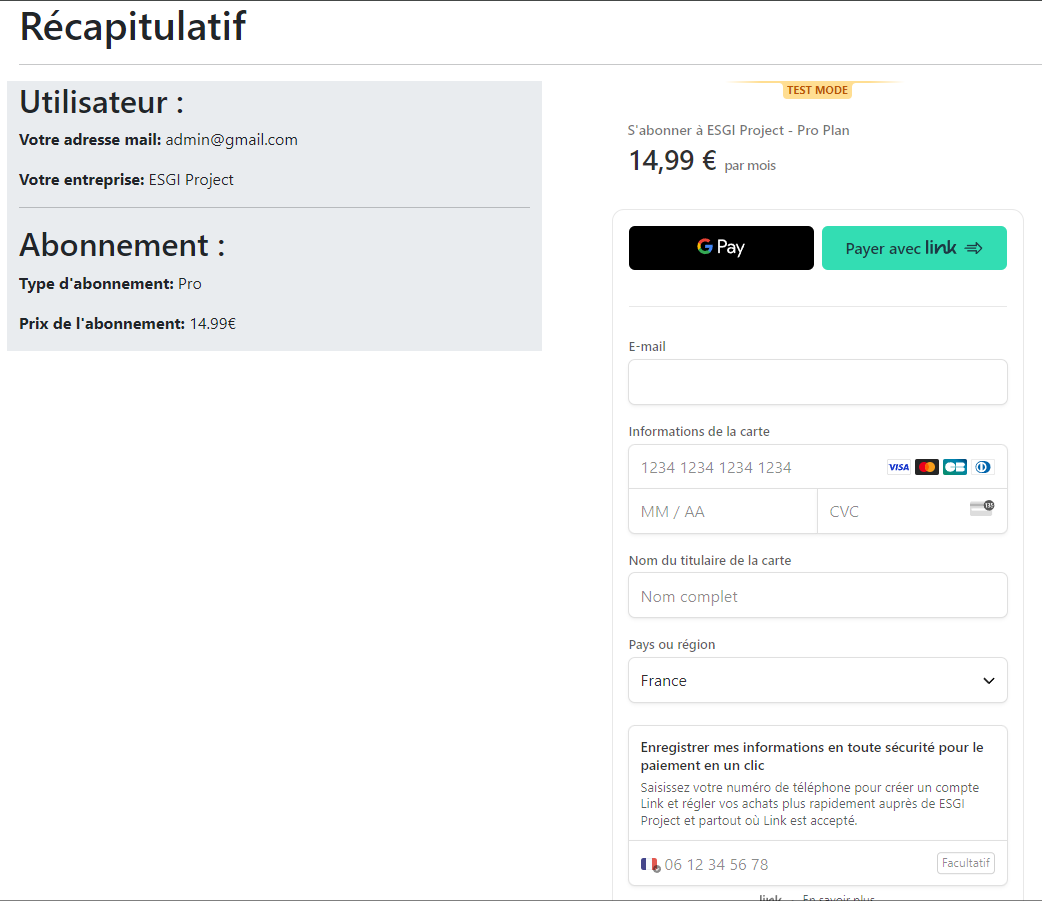 Récapitulatif
Utilisateur :
Votre adresse mail: admin@gmail.com
Votre entreprise: ESGI Project
Abonnement :
Type d'abonnement: Pro
Prix de l'abonnement: 14.99€
TEST MODE
S'abonner à ESGI Project - Pro Plan
14,99 € par mois
G Pay
Payer avec link
E-mail
Informations de la carte
1234 1234 1234 1234
VISA
MM / AA
CVC
Nom du titulaire de la carte
Nom complet
Pays ou région
France
Enregistrer mes informations en toute sécurité pour le
paiement en un clic
Saisissez votre numéro de téléphone pour créer un compte
Link et régler vos achats plus rapidement auprès de ESGI
Project et partout où Link est accepté.
06 12 34 56 78
Facultatif
link · En savoir plus